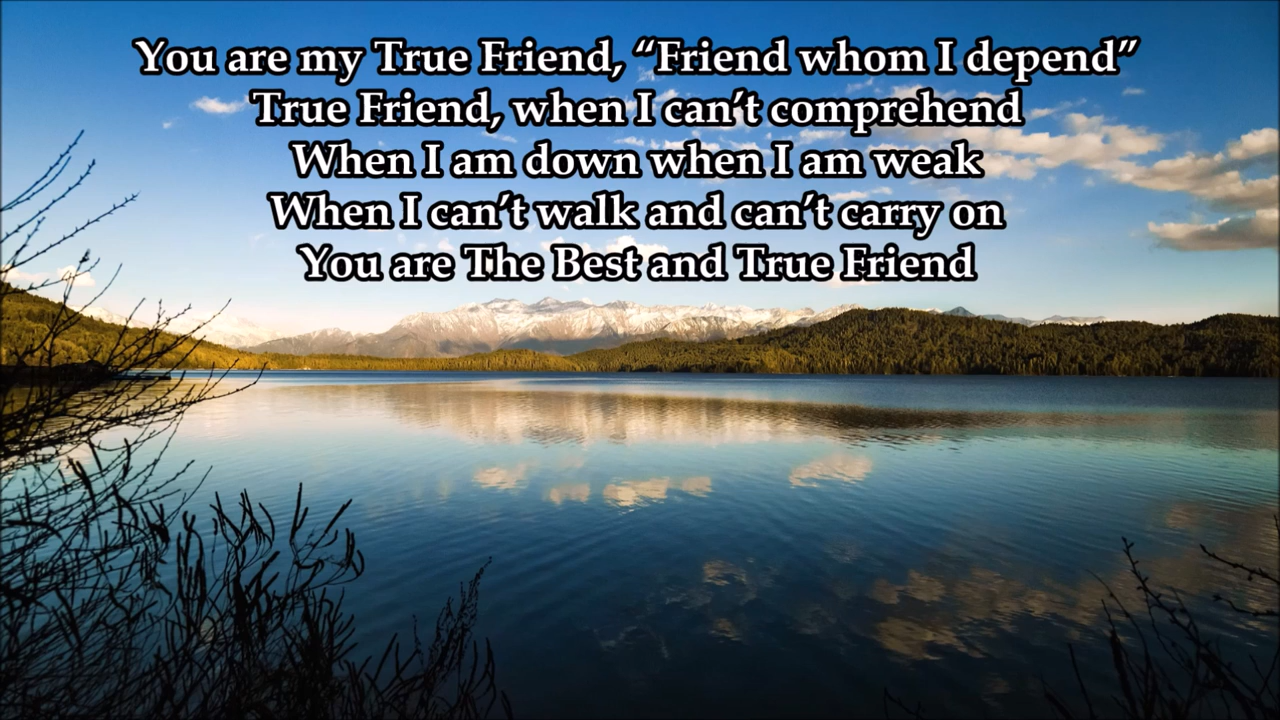 You are my True Friend, “Friend whom I depend”
True Friend, when I can’t comprehend
When I am down when I am weak
When I can’t walk and can’t carry on
You are The Best and True Friend